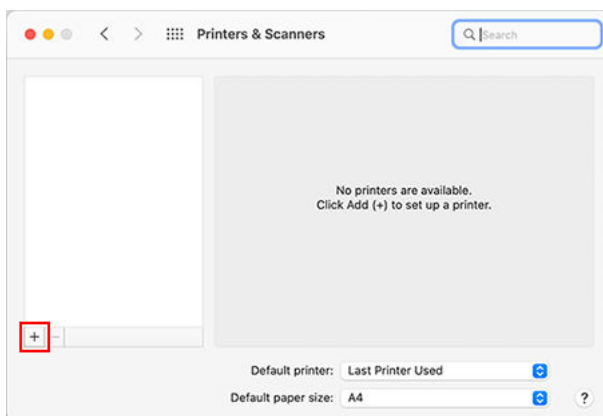 Printers & Scanners
Search
No printers are available.
Click Add (+) to set up a printer.
+ −
Default printer: Last Printer Used
Default paper size: A4
?